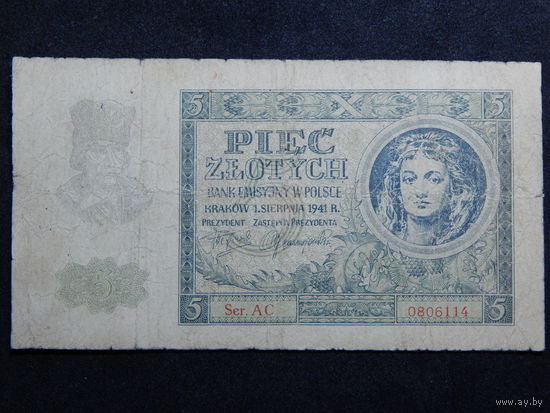 5 5
PIĘĆ
ZŁOTYCH
BANK EMISYJNY W POLSCE
KRAKÓW 1. SIERPNIA 1941 R.
PREZYDENT ZASTĘPCA PREZYDENTA
5
5 Ser. AC 0806114 5
www.ay.by